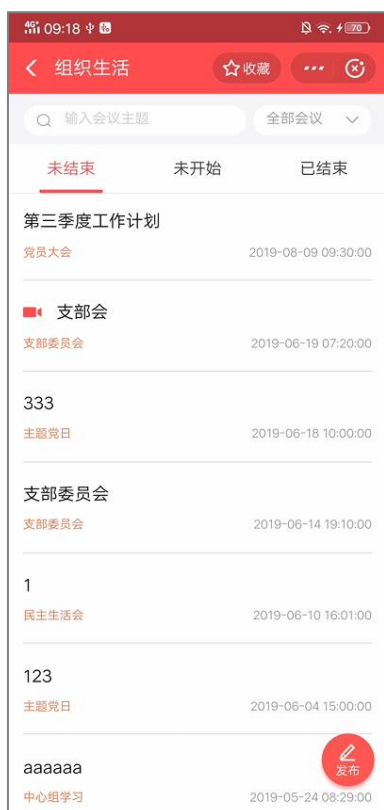 4G 09:18 70
组织生活 收藏
输入会议主题 全部会议
未结束 未开始 已结束
第三季度工作计划
党员大会 2019-08-09 09:30:00
支部会
支部委员会 2019-06-19 07:20:00
333
主题党日 2019-06-18 10:00:00
支部委员会
支部委员会 2019-06-14 19:10:00
1
民主生活会 2019-06-10 16:01:00
123
主题党日 2019-06-04 15:00:00
aaaaaa
发布
中心组学习 2019-05-24 08:29:00